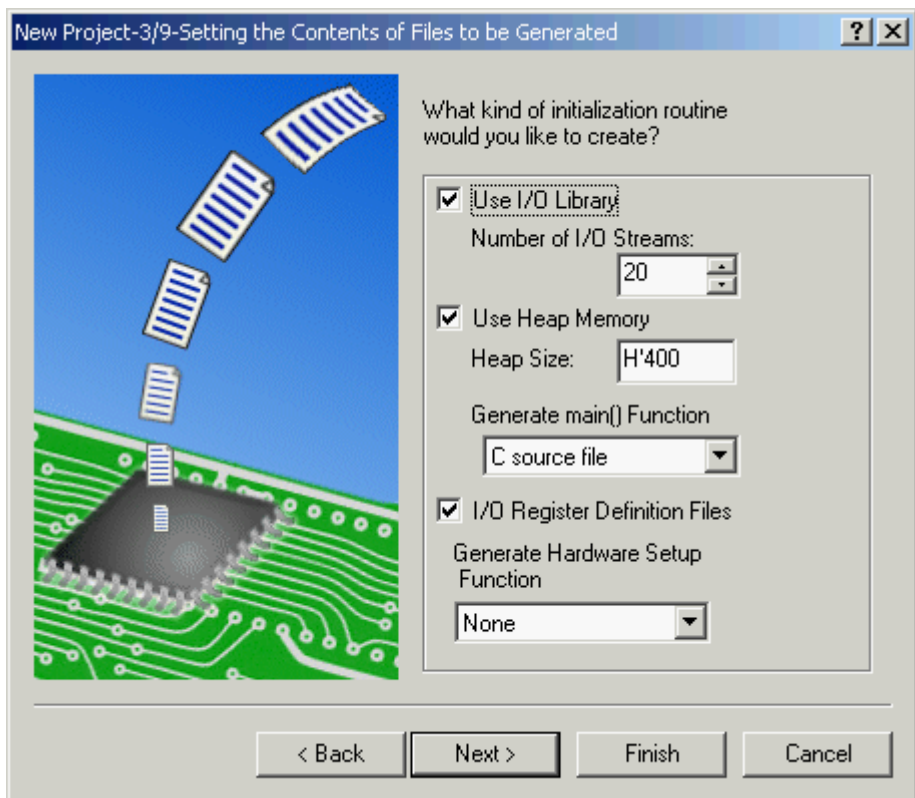 New Project-3/9-Setting the Contents of Files to be Generated
What kind of initialization routine
would you like to create?
Use I/O Library
Number of I/O Streams:
20
Use Heap Memory
Heap Size:
H'400
Generate main() Function
C source file
I/O Register Definition Files
Generate Hardware Setup
Function
None
< Back
Next >
Finish
Cancel